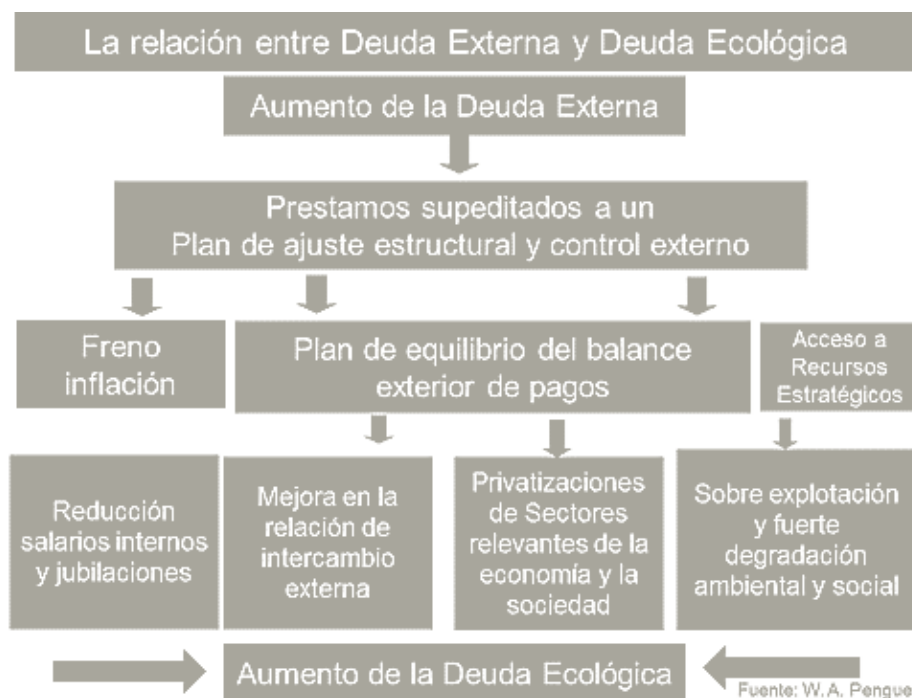 La relación entre Deuda Externa y Deuda Ecológica
Aumento de la Deuda Externa
Prestamos supeditados a un
Plan de ajuste estructural y control externo
Freno
inflación
Plan de equilibrio del balance
exterior de pagos
Acceso a
Recursos
Estratégicos
Reducción
salarios internos
y jubilaciones
Mejora en la
relación de
intercambio
externa
Privatizaciones
de Sectores
relevantes de la
economía y la
sociedad
Sobre explotación
y fuerte
degradación
ambiental y social
Aumento de la Deuda Ecológica
Fuente: W. A. Pengue